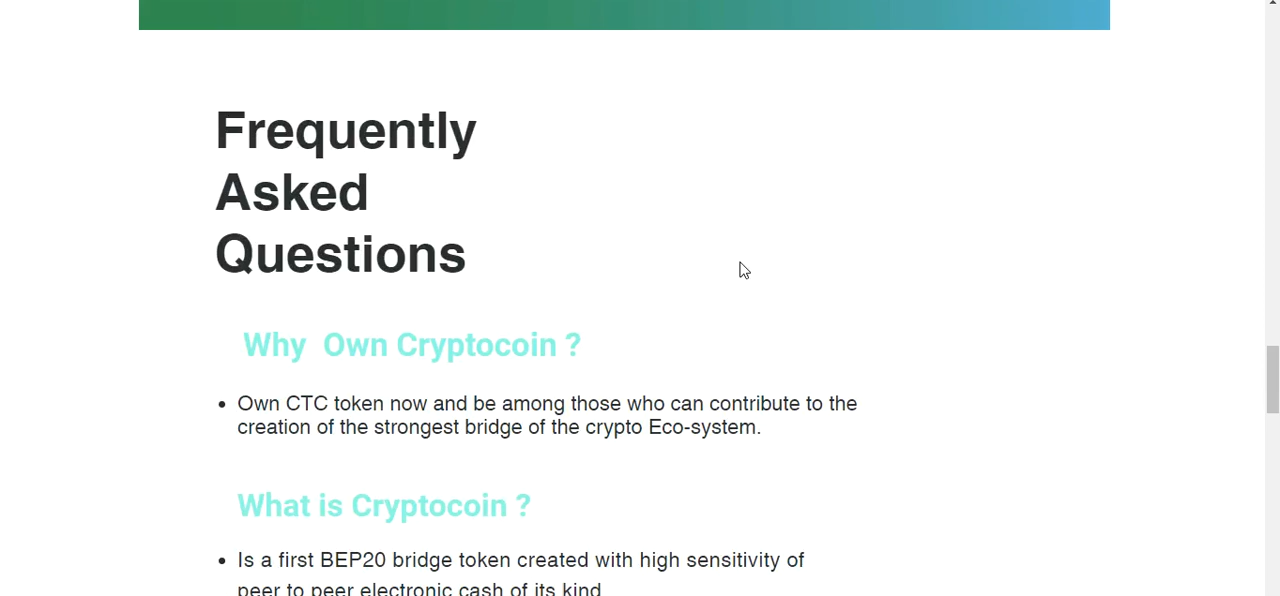 Frequently
Asked
Questions
Why Own Cryptocoin ?
• Own CTC token now and be among those who can contribute to the
creation of the strongest bridge of the crypto Eco-system.
What is Cryptocoin ?
• Is a first BEP20 bridge token created with high sensitivity of
peer to peer electronic cash of its kind